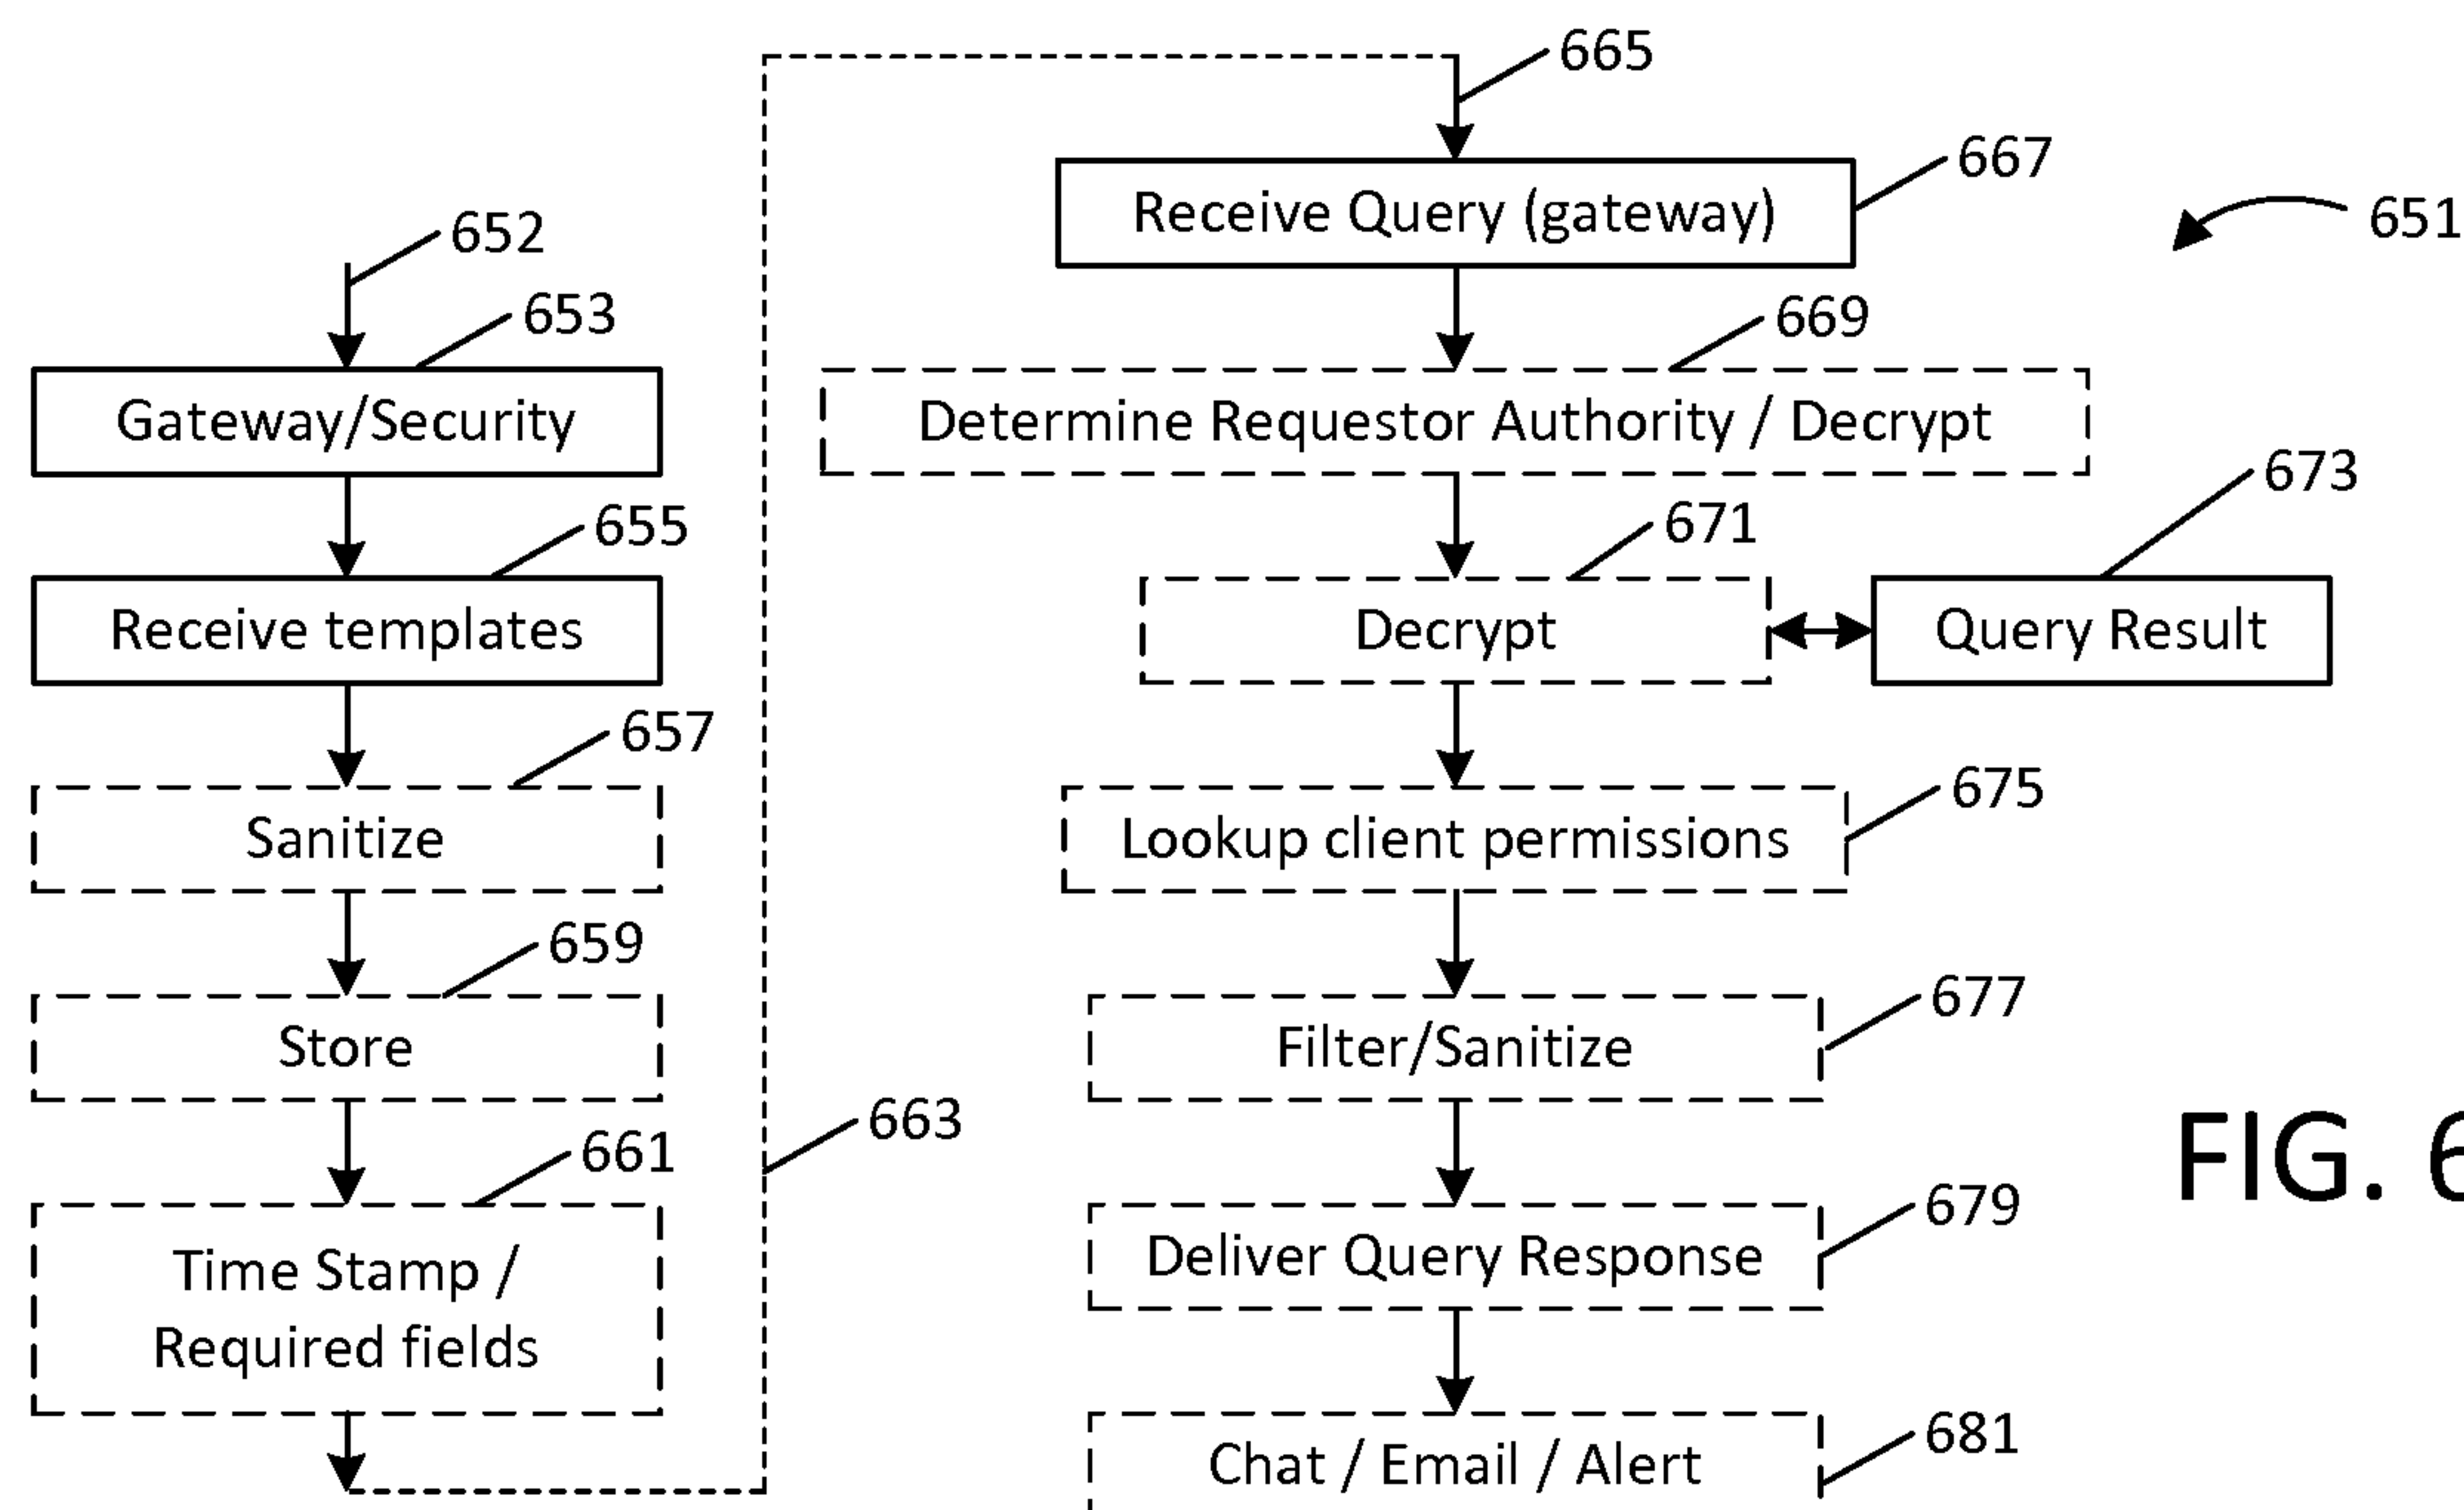 665
667
Receive Query (gateway)
651
652
653
669
Gateway/Security
Determine Requestor Authority / Decrypt
673
655
671
Receive templates
Decrypt
Query Result
657
675
Sanitize
Lookup client permissions
659
677
Store
Filter/Sanitize
663
661
FIG. 6
679
Time Stamp /
Required fields
Deliver Query Response
681
Chat / Email / Alert